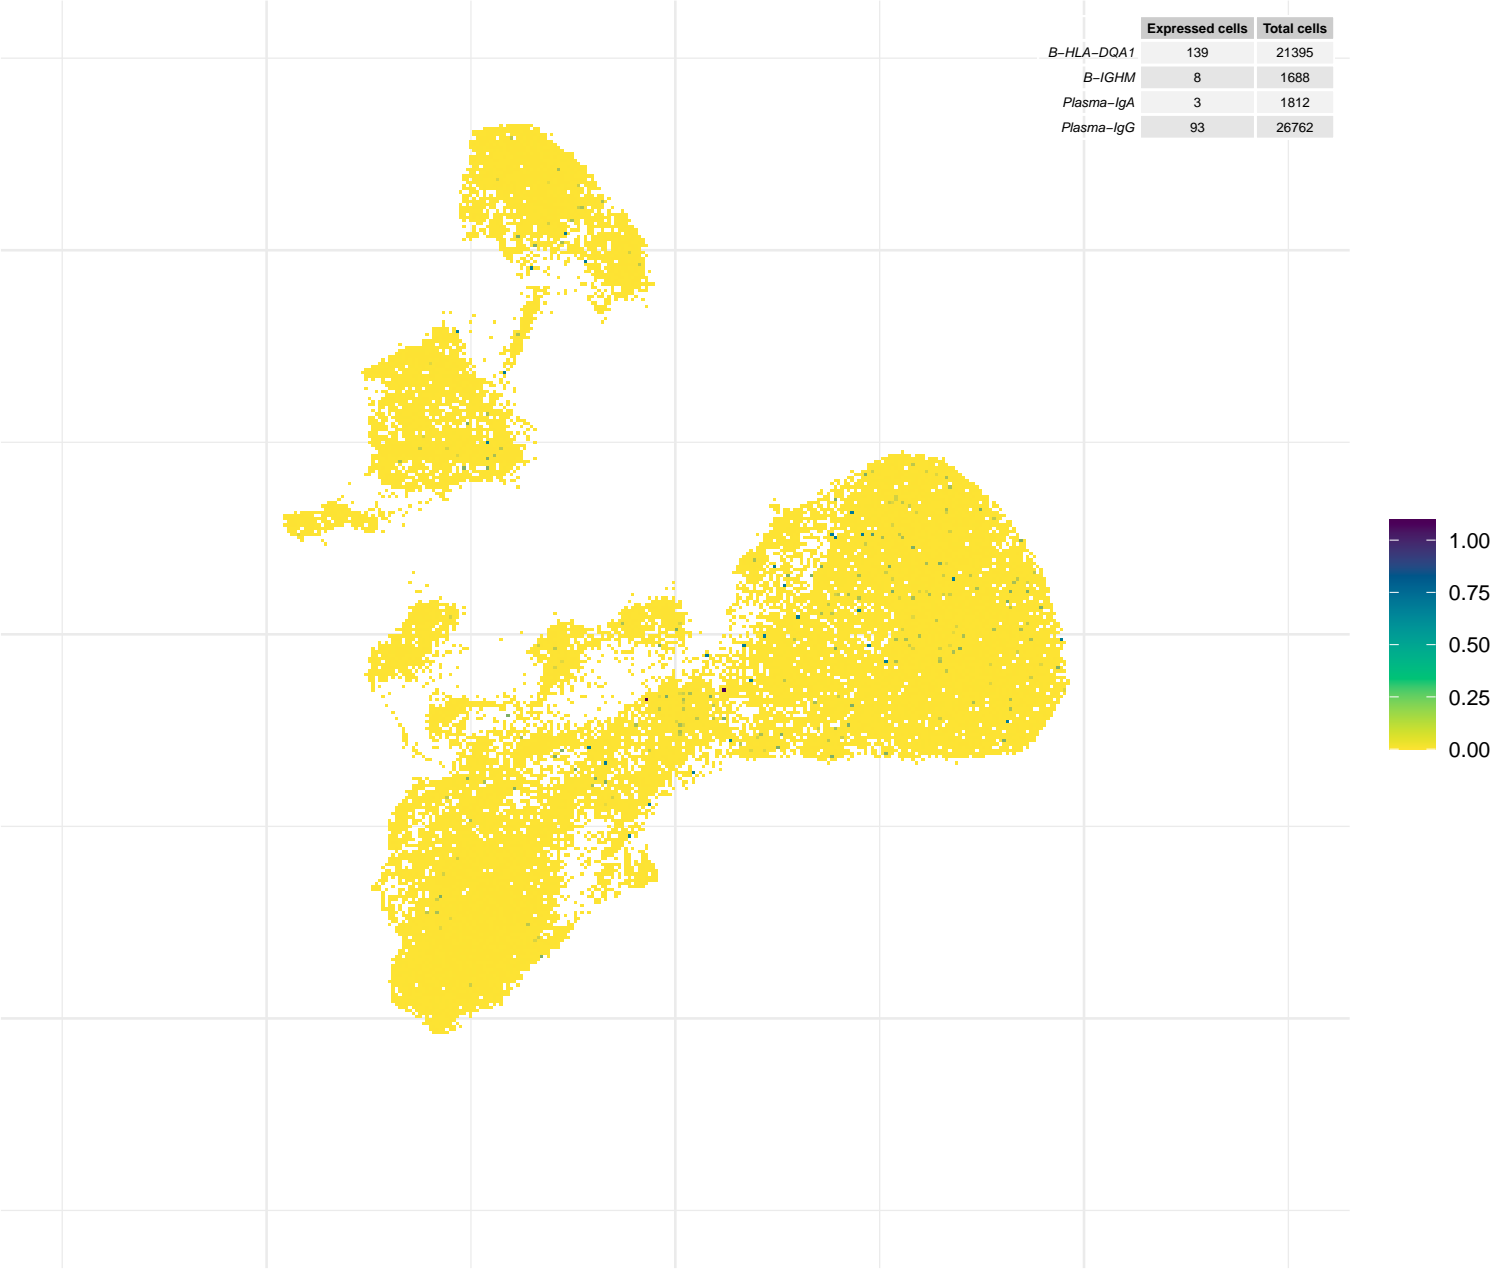 Expressed cells Total cells
B−HLA−DQA1 139 21395
B−IGHM 8 1688
Plasma−IgA 3 1812
Plasma−IgG 93 26762
1.00
0.75
0.50
0.25
0.00